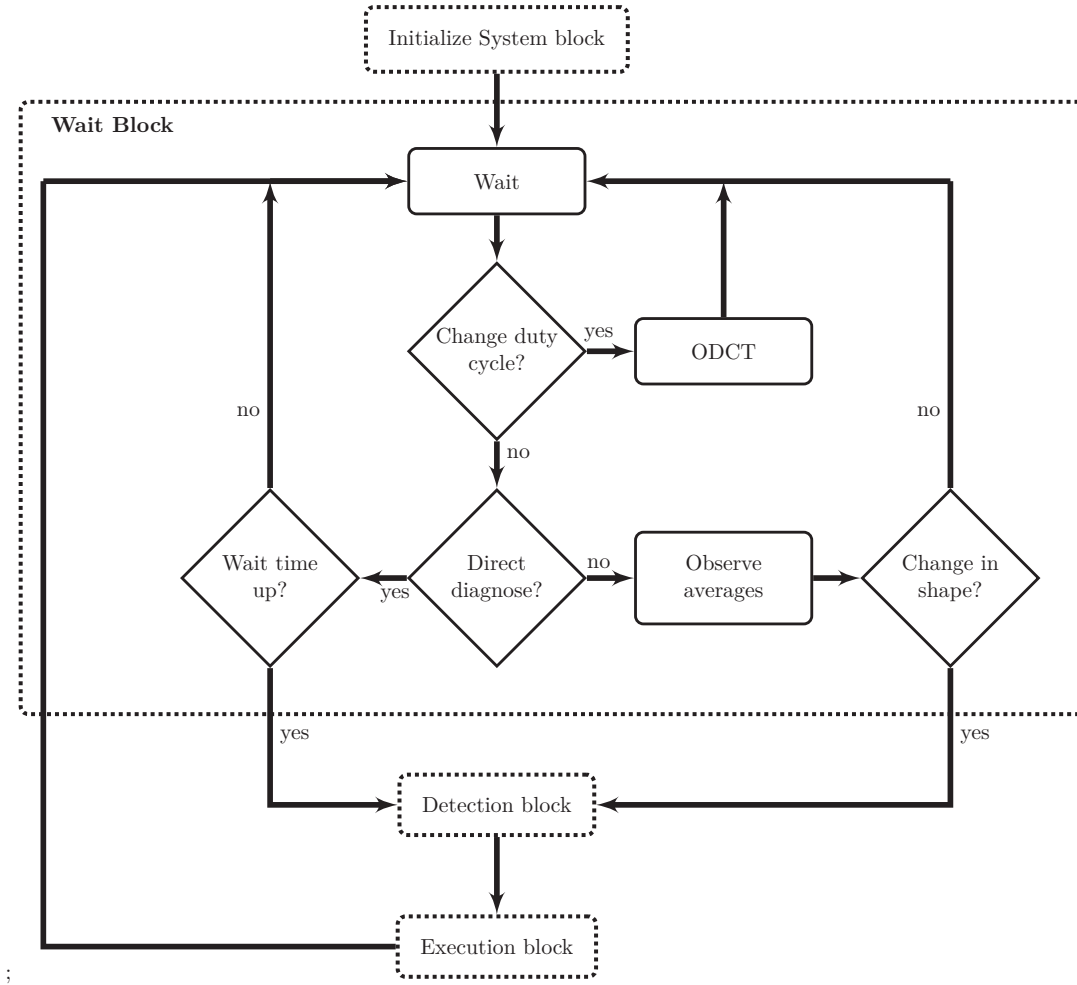 Initialize System block
Wait Block
Wait
Change duty
cycle?
yes
ODCT
no
no
no
Wait time
up?
yes
Direct
diagnose?
no
Observe
averages
Change in
shape?
yes
yes
Detection block
Execution block
;